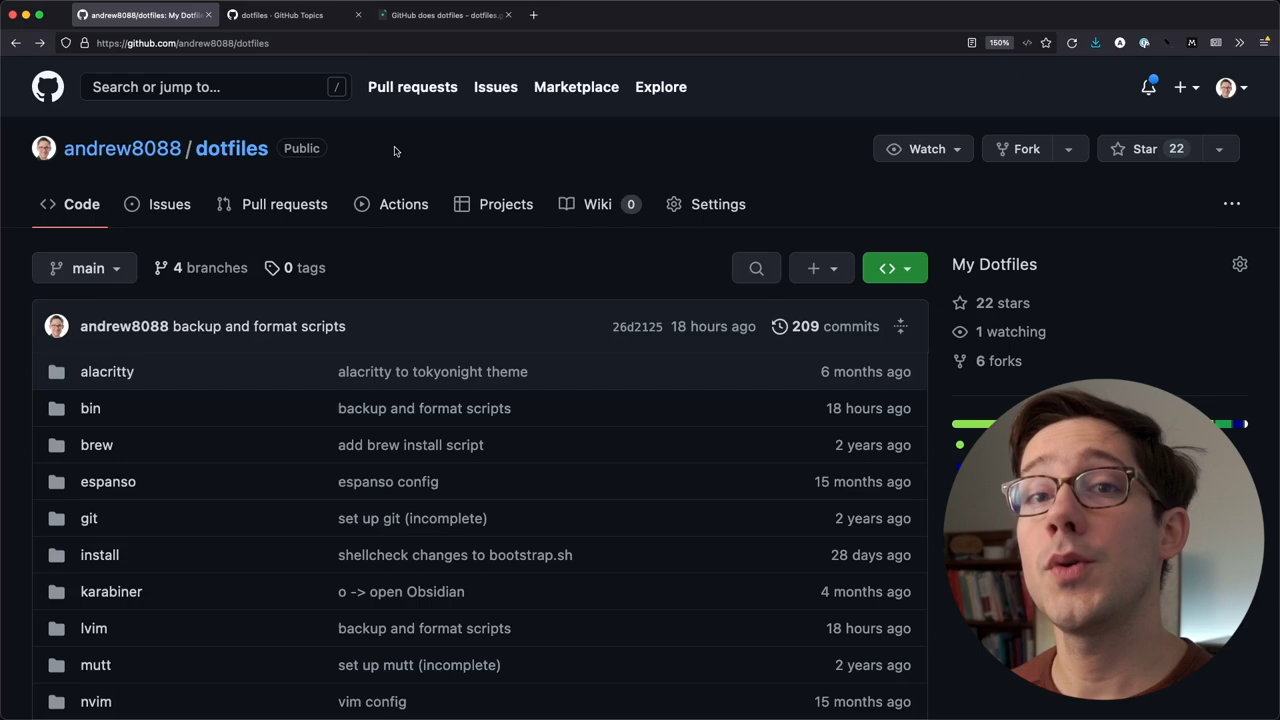 andrew8088/dotfiles: My Dotfil
dotfiles · GitHub Topics
GitHub does dotfiles - dotfiles.g
https://github.com/andrew8088/dotfiles
150%
Search or jump to...
/
Pull requests
Issues
Marketplace
Explore
andrew8088 / dotfiles
Public
Watch
Fork
Star 22
Code
Issues
Pull requests
Actions
Projects
Wiki 0
Settings
main
4 branches
0 tags
My Dotfiles
andrew8088 backup and format scripts
26d2125 18 hours ago
209 commits
22 stars
1 watching
6 forks
alacritty alacritty to tokyonight theme 6 months ago
bin backup and format scripts 18 hours ago
brew add brew install script 2 years ago
espanso espanso config 15 months ago
git set up git (incomplete) 2 years ago
install shellcheck changes to bootstrap.sh 28 days ago
karabiner o -> open Obsidian 4 months ago
lvim backup and format scripts 18 hours ago
mutt set up mutt (incomplete) 2 years ago
nvim vim config 15 months ago